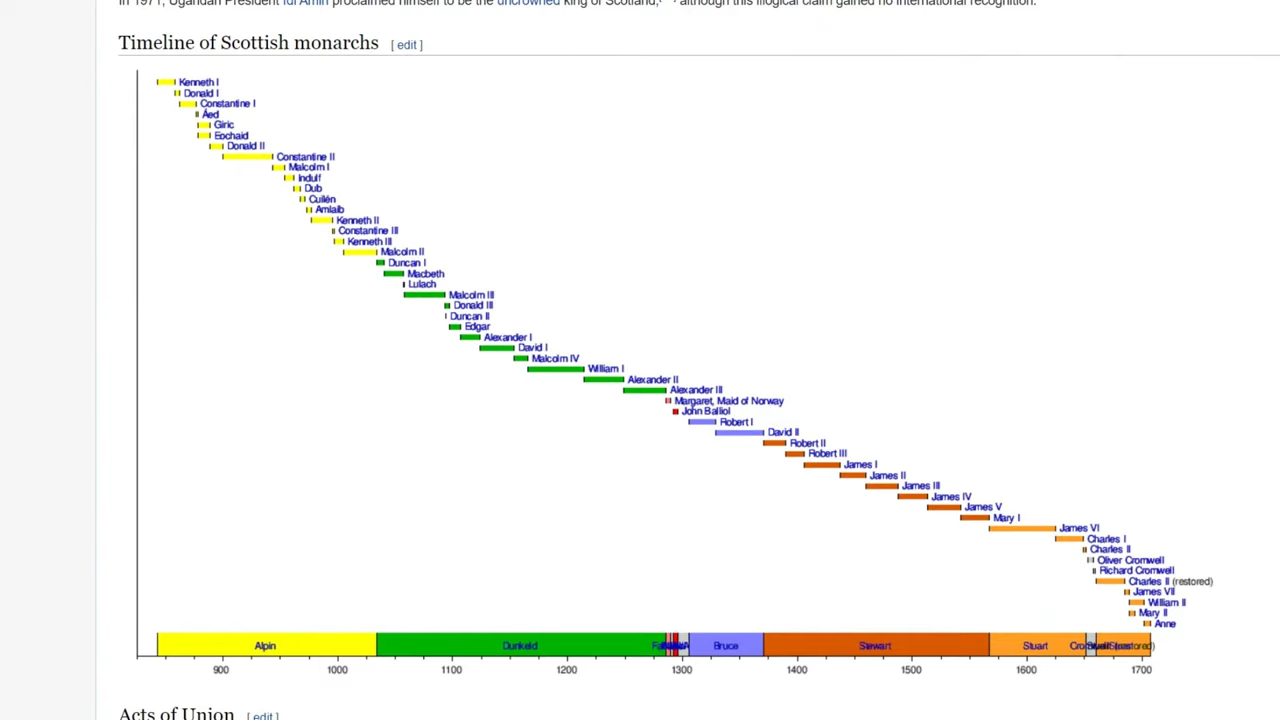 In 1971, Ugandan President Idi Amin proclaimed himself to be the uncrowned king of Scotland, although this illogical claim gained no international recognition.
Timeline of Scottish monarchs [ edit ]
Kenneth I
Donald I
Constantine I
Áed
Giric
Eochaid
Donald II
Constantine II
Malcolm I
Indulf
Dub
Cuilén
Amlaíb
Kenneth II
Constantine III
Kenneth III
Malcolm II
Duncan I
Macbeth
Lulach
Malcolm III
Donald III
Duncan II
Edgar
Alexander I
David I
Malcolm IV
William I
Alexander II
Alexander III
Margaret, Maid of Norway
John Balliol
Robert I
David II
Robert II
Robert III
James I
James II
James III
James IV
James V
Mary I
James VI
Charles I
Charles II
Oliver Cromwell
Richard Cromwell
Charles II (restored)
James VII
William II
Mary II
Anne
Alpin Dunkeld Bruce Stewart Stuart
900 1000 1100 1200 1300 1400 1500 1600 1700
Acts of Union [ edit ]